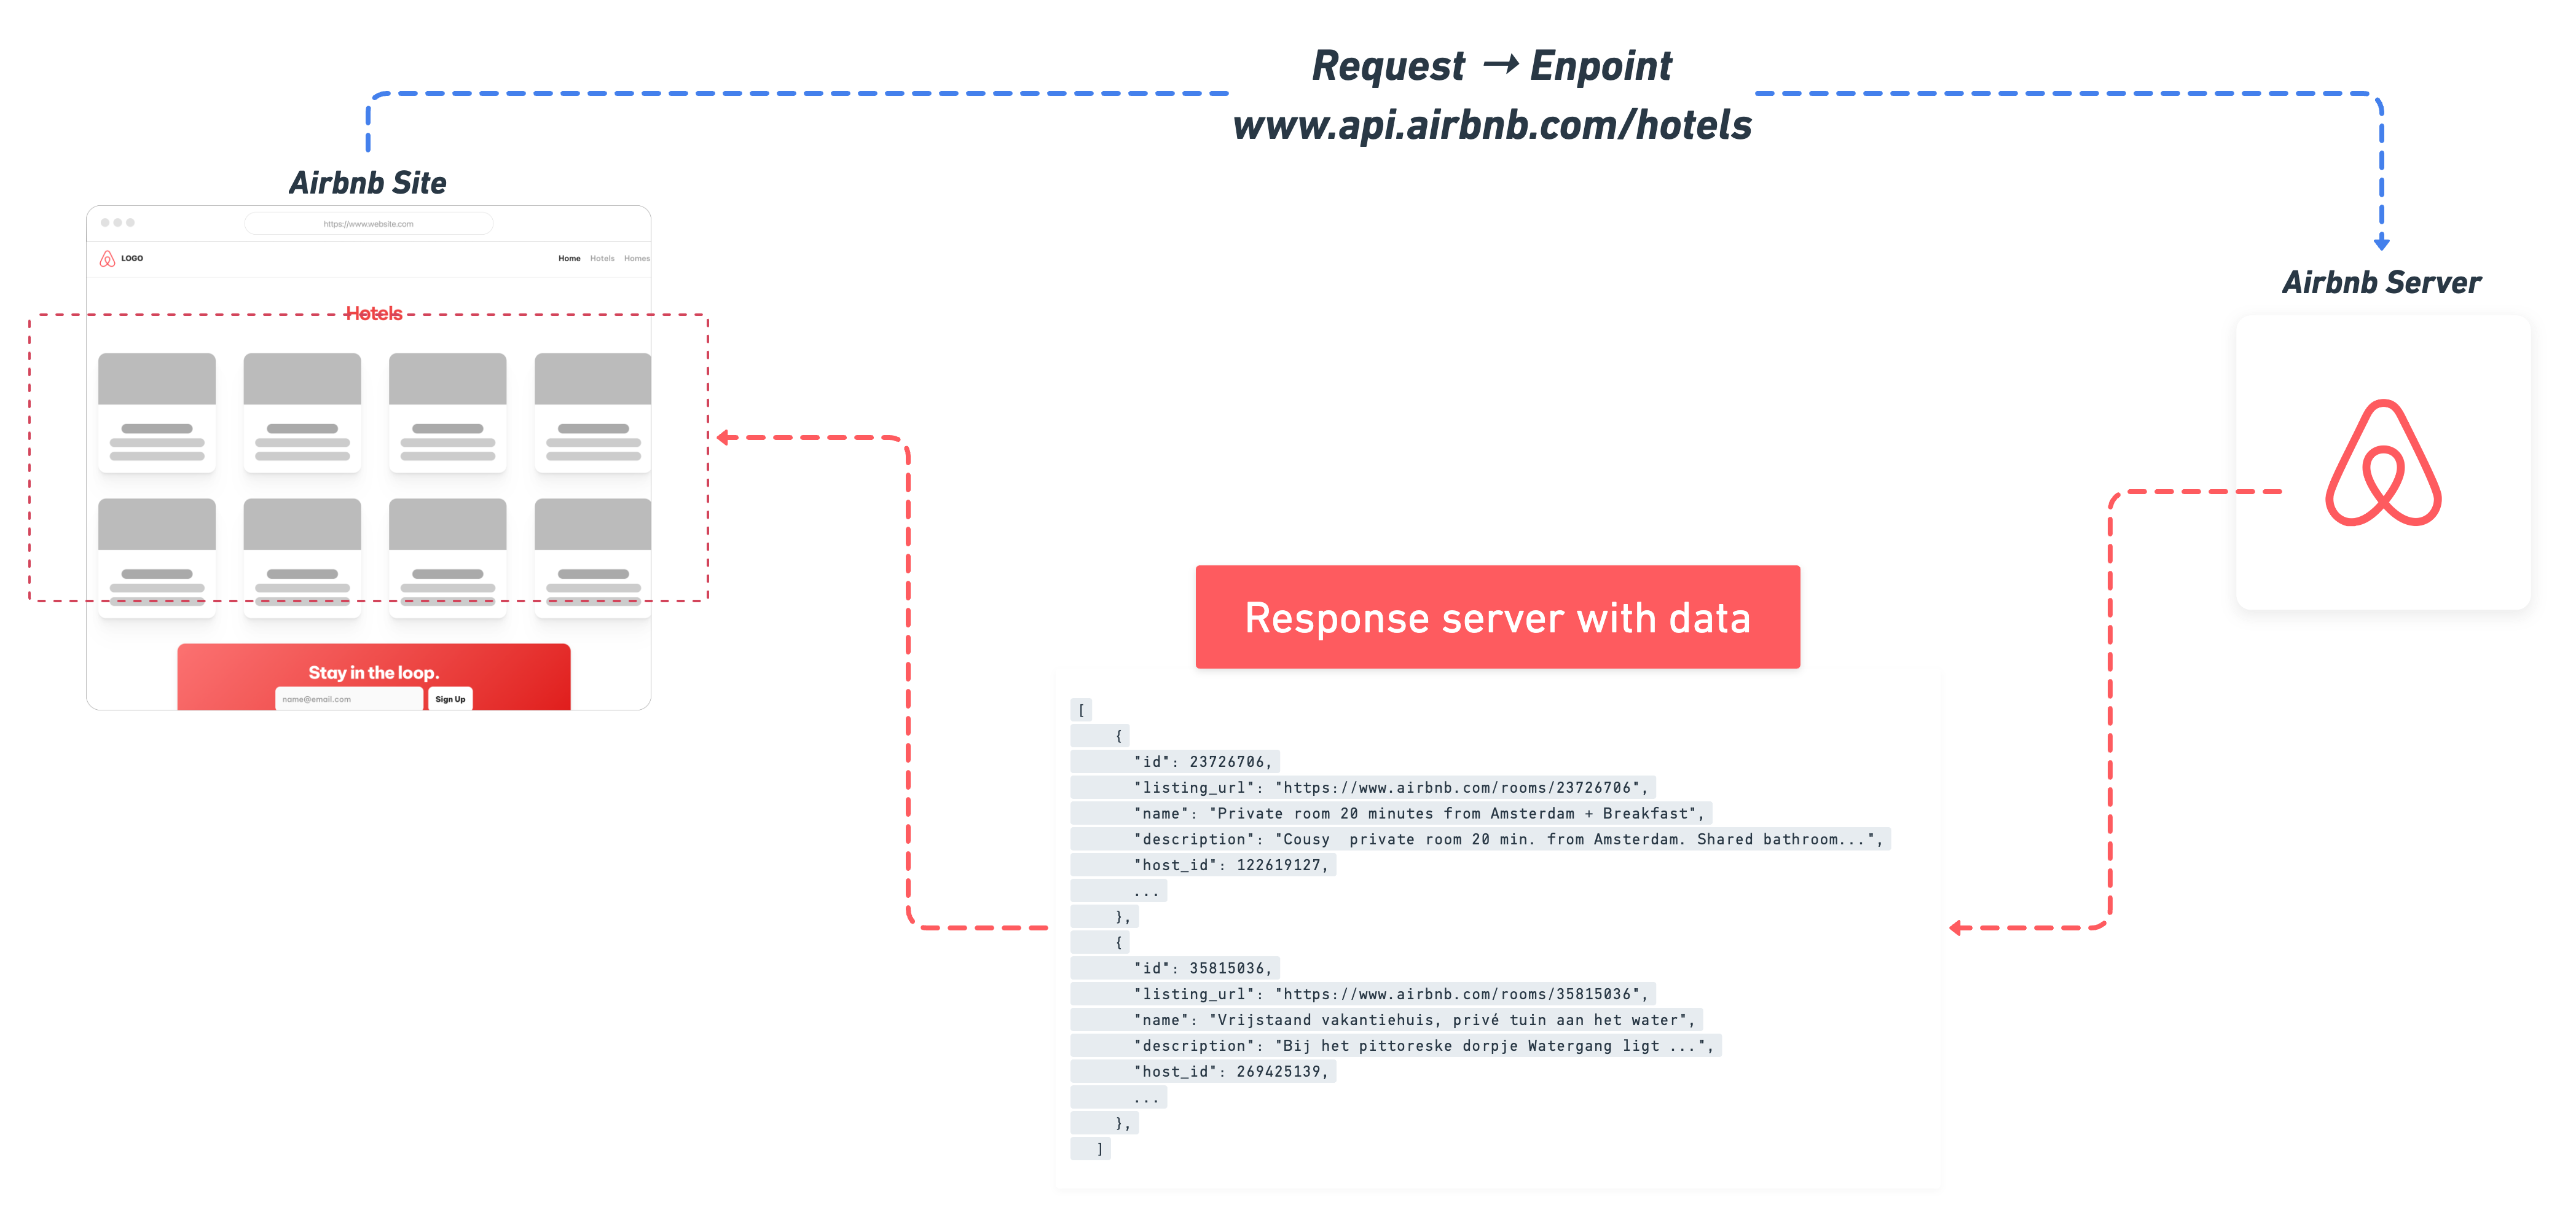 Request → Enpoint
www.api.airbnb.com/hotels
Airbnb Site
https://www.website.com
LOGO
Home Hotels Homes
Hotels
Stay in the loop.
name@email.com Sign Up
Airbnb Server
Response server with data
[
{
"id": 23726706,
"listing_url": "https://www.airbnb.com/rooms/23726706",
"name": "Private room 20 minutes from Amsterdam + Breakfast",
"description": "Cousy  private room 20 min. from Amsterdam. Shared bathroom...",
"host_id": 122619127,
...
},
{
"id": 35815036,
"listing_url": "https://www.airbnb.com/rooms/35815036",
"name": "Vrijstaand vakantiehuis, privé tuin aan het water",
"description": "Bij het pittoreske dorpje Watergang ligt ...",
"host_id": 269425139,
...
},
]